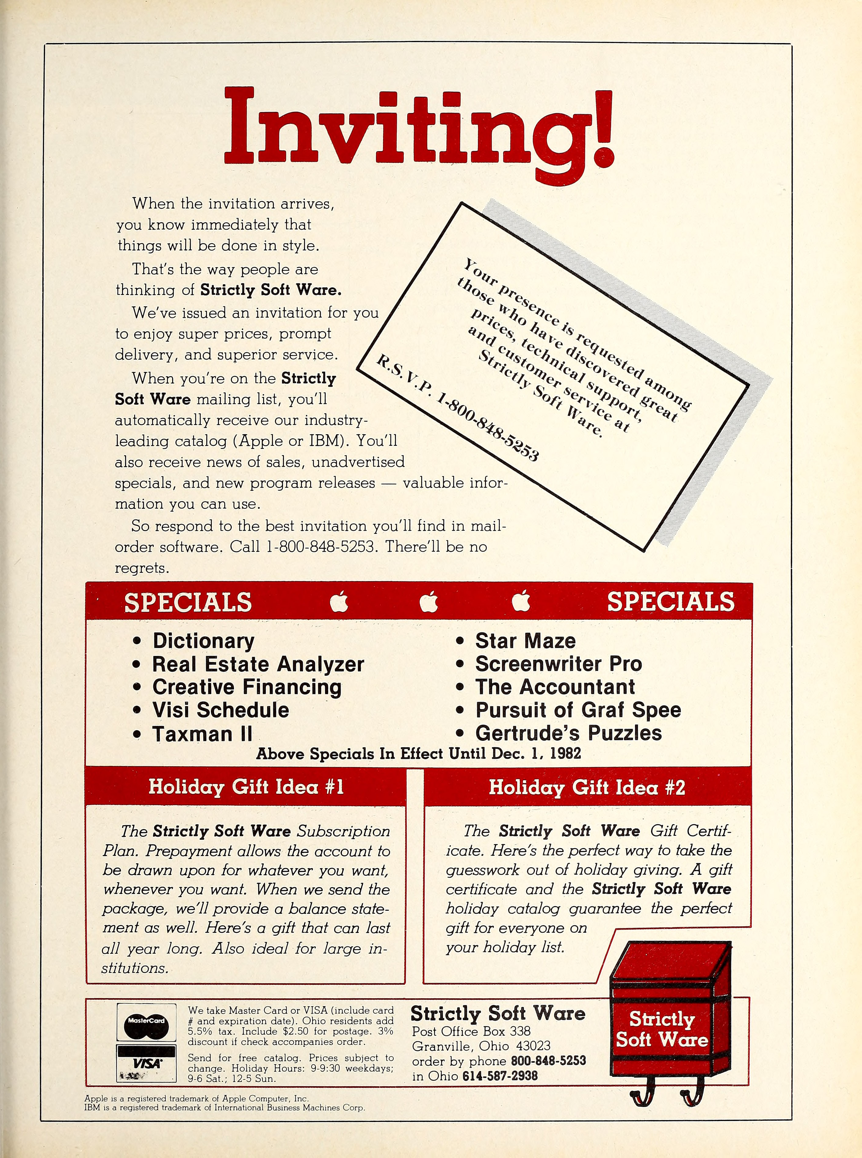 Inviting!
When the invitation arrives,
you know immediately that
things will be done in style.
That's the way people are
thinking of Strictly Soft Ware.
We've issued an invitation for you
to enjoy super prices, prompt
delivery, and superior service.
When you're on the Strictly
Soft Ware mailing list, you'll
automatically receive our industry-
leading catalog (Apple or IBM). You'll
also receive news of sales, unadvertised
specials, and new program releases — valuable infor-
mation you can use.
So respond to the best invitation you'll find in mail-
order software. Call 1-800-848-5253. There'll be no
regrets.
Your presence is requested among
those who have discovered great
prices, technical support,
and customer service at
Strictly Soft Ware.
R.S.V.P. 1-800-848-5253
SPECIALS SPECIALS
• Dictionary
• Real Estate Analyzer
• Creative Financing
• Visi Schedule
• Taxman II
• Star Maze
• Screenwriter Pro
• The Accountant
• Pursuit of Graf Spee
• Gertrude's Puzzles
Above Specials In Effect Until Dec. 1, 1982
Holiday Gift Idea #1
The Strictly Soft Ware Subscription
Plan. Prepayment allows the account to
be drawn upon for whatever you want,
whenever you want. When we send the
package, we'll provide a balance state-
ment as well. Here's a gift that can last
all year long. Also ideal for large in-
stitutions.
Holiday Gift Idea #2
The Strictly Soft Ware Gift Certif-
icate. Here's the perfect way to take the
guesswork out of holiday giving. A gift
certificate and the Strictly Soft Ware
holiday catalog guarantee the perfect
gift for everyone on
your holiday list.
MasterCard
VISA
We take Master Card or VISA (include card
# and expiration date). Ohio residents add
5.5% tax. Include $2.50 for postage. 3%
discount if check accompanies order.
Send for free catalog. Prices subject to
change. Holiday Hours: 9-9:30 weekdays;
9-6 Sat.; 12-5 Sun.
Strictly Soft Ware
Post Office Box 338
Granville, Ohio 43023
order by phone 800-848-5253
in Ohio 614-587-2938
Strictly
Soft Ware
Apple is a registered trademark of Apple Computer, Inc.
IBM is a registered trademark of International Business Machines Corp.